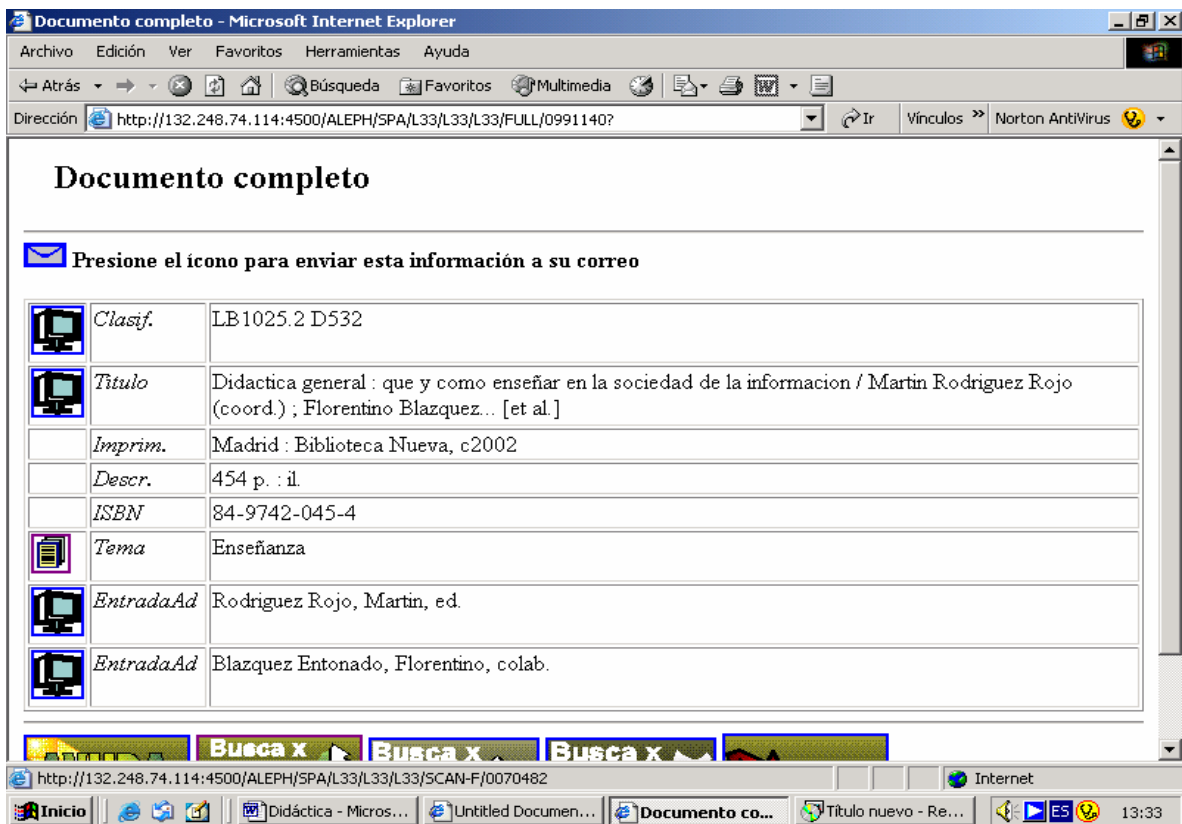 Documento completo - Microsoft Internet Explorer
Archivo Edición Ver Favoritos Herramientas Ayuda
Atrás Búsqueda Favoritos Multimedia
Dirección http://132.248.74.114:4500/ALEPH/SPA/L33/L33/L33/FULL/0991140? Ir Vínculos >> Norton AntiVirus
Documento completo
Presione el ícono para enviar esta información a su correo
Clasif. LB1025.2 D532
Titulo Didactica general : que y como enseñar en la sociedad de la informacion / Martin Rodriguez Rojo
(coord.) ; Florentino Blazquez... [et al.]
Imprim. Madrid : Biblioteca Nueva, c2002
Descr. 454 p. : il.
ISBN 84-9742-045-4
Tema Enseñanza
EntradaAd Rodriguez Rojo, Martin, ed.
EntradaAd Blazquez Entonado, Florentino, colab.
Busca x Busca x Busca x
http://132.248.74.114:4500/ALEPH/SPA/L33/L33/L33/SCAN-F/0070482 Internet
Inicio Didáctica - Micros... Untitled Documen... Documento co... Título nuevo - Re... ES 13:33